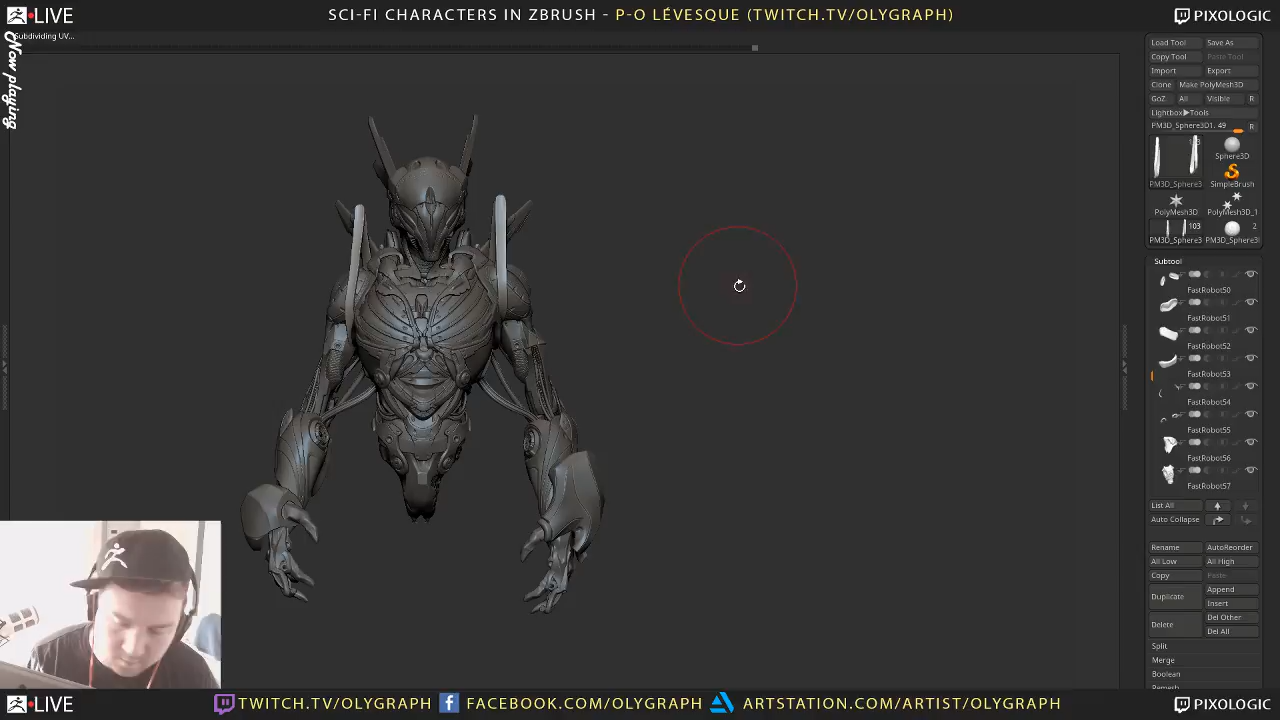 LIVE
SCI-FI CHARACTERS IN ZBRUSH - P-O LÉVESQUE (TWITCH.TV/OLYGRAPH)
PIXOLOGIC
Subdividing UV...
Now playing
Load Tool Save As
Copy Tool Paste Tool
Import Export
Clone Make PolyMesh3D
GoZ All Visible R
Lightbox▶Tools
PM3D_Sphere3D1. 49 R
Sphere3D
PM3D_Sphere3 SimpleBrush
PolyMesh3D PolyMesh3D_1
103 2
PM3D_Sphere3 PM3D_Sphere3
Subtool
FastRobot50
FastRobot51
FastRobot52
FastRobot53
FastRobot54
FastRobot55
FastRobot56
FastRobot57
List All
Auto Collapse
Rename AutoReorder
All Low All High
Copy Paste
Duplicate Append
Insert
Delete Del Other
Del All
Split
Merge
Boolean
Remesh
LIVE
TWITCH.TV/OLYGRAPH
FACEBOOK.COM/OLYGRAPH
ARTSTATION.COM/ARTIST/OLYGRAPH
PIXOLOGIC